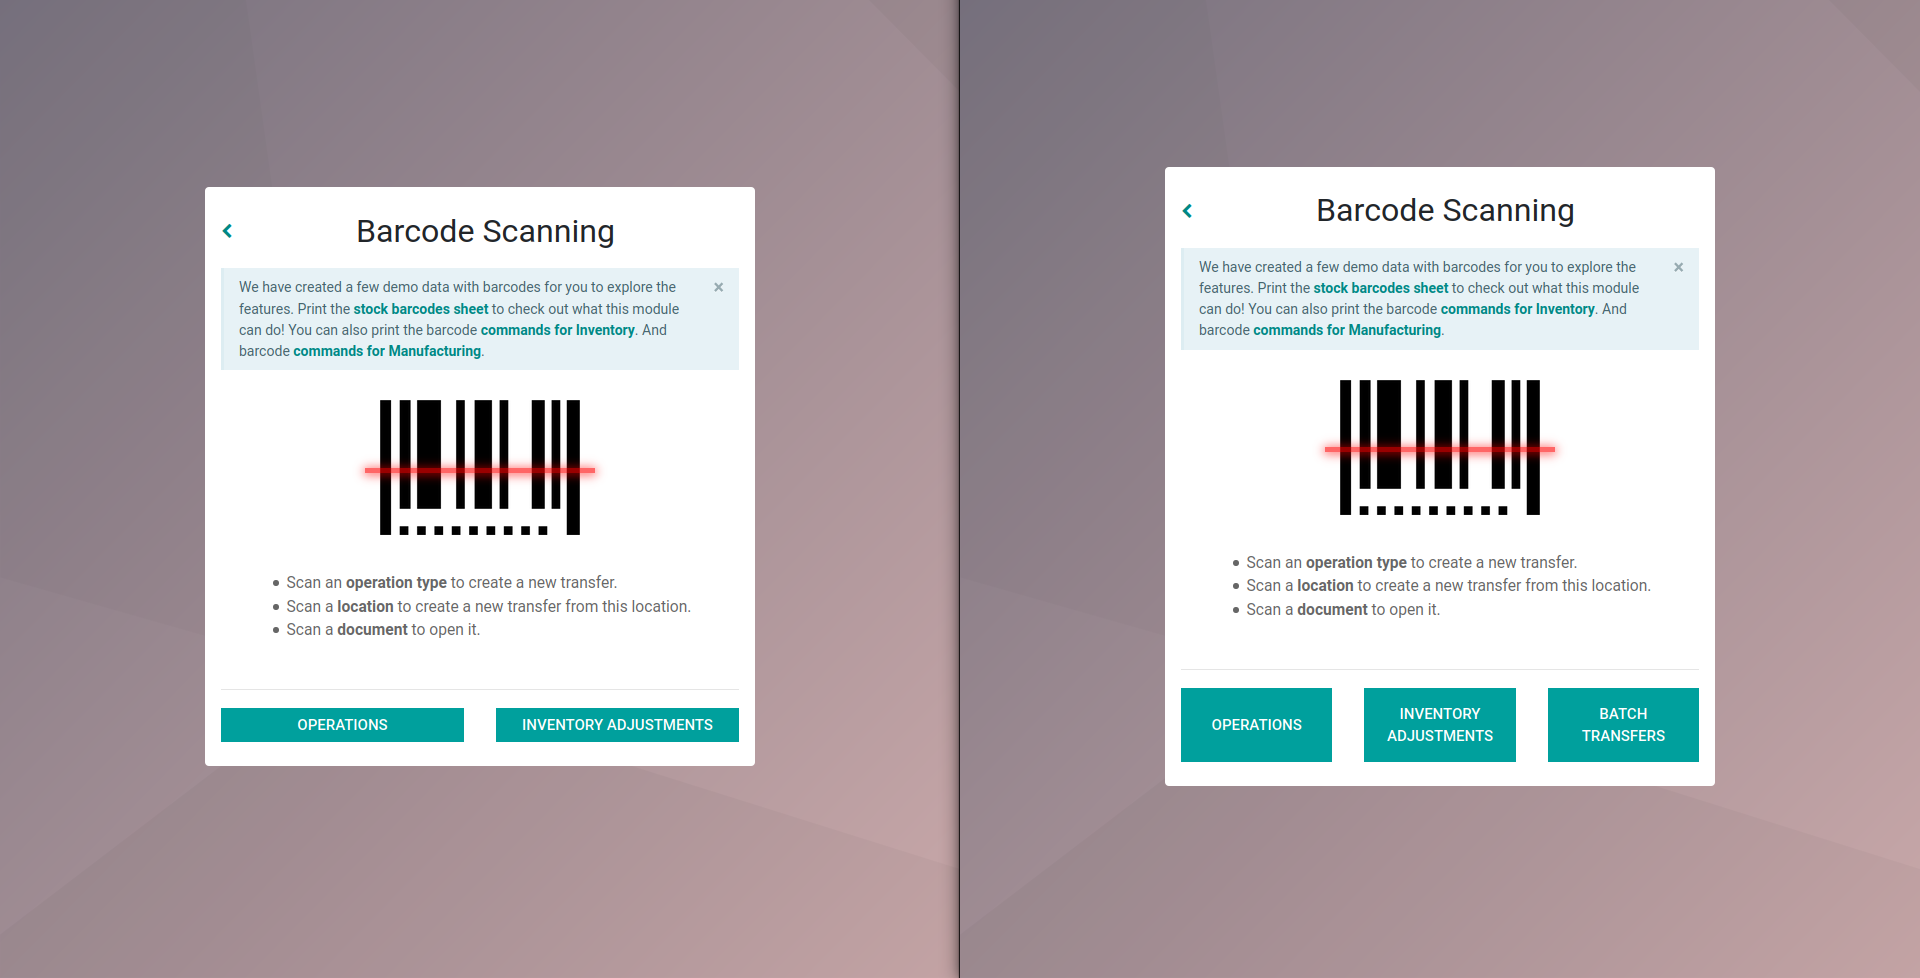 Barcode Scanning
We have created a few demo data with barcodes for you to explore the
features. Print the stock barcodes sheet to check out what this module
can do! You can also print the barcode commands for Inventory. And
barcode commands for Manufacturing.
×
Scan an operation type to create a new transfer.
Scan a location to create a new transfer from this location.
Scan a document to open it.
OPERATIONS
INVENTORY ADJUSTMENTS
Barcode Scanning
We have created a few demo data with barcodes for you to explore the
features. Print the stock barcodes sheet to check out what this module
can do! You can also print the barcode commands for Inventory. And
barcode commands for Manufacturing.
×
Scan an operation type to create a new transfer.
Scan a location to create a new transfer from this location.
Scan a document to open it.
OPERATIONS
INVENTORY
ADJUSTMENTS
BATCH
TRANSFERS